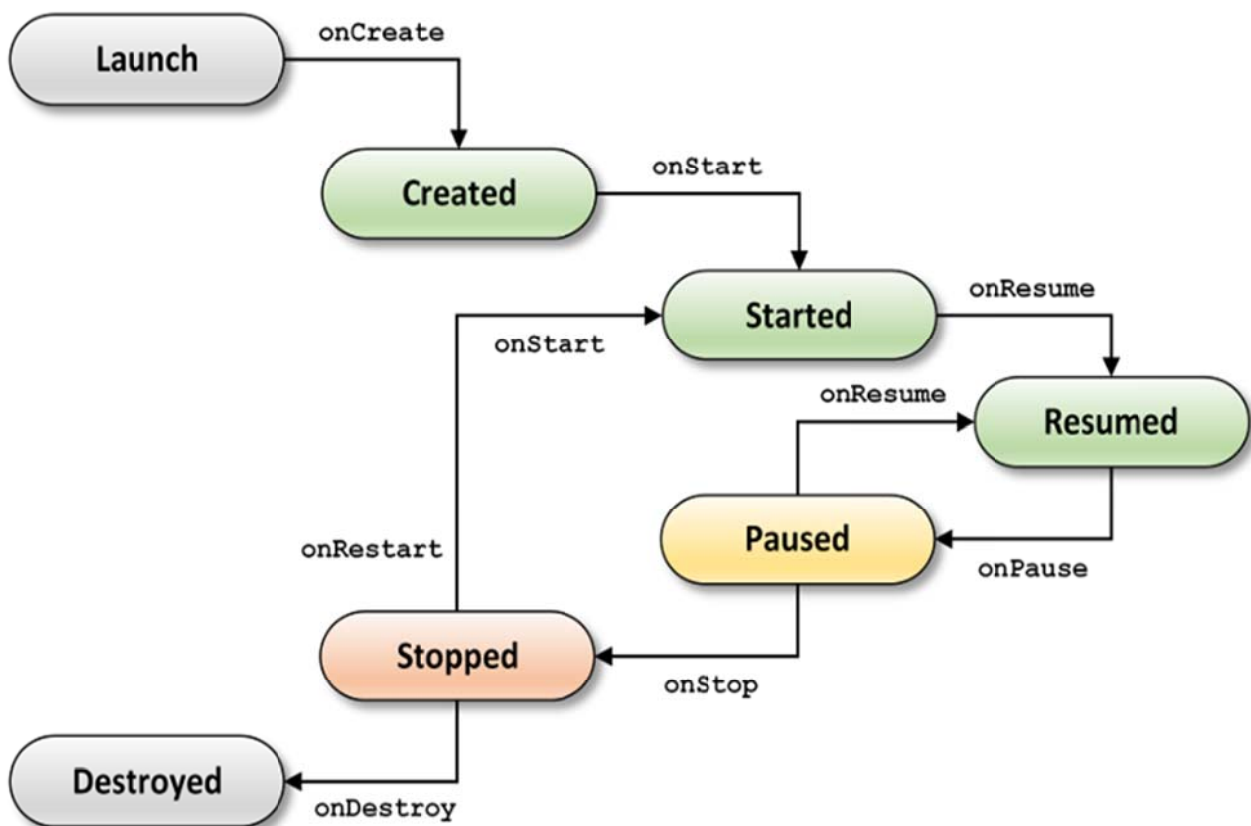 Launch
onCreate
Created
onStart
Started
onResume
onStart
onResume
Resumed
Paused
onRestart
onPause
Stopped
onStop
Destroyed
onDestroy